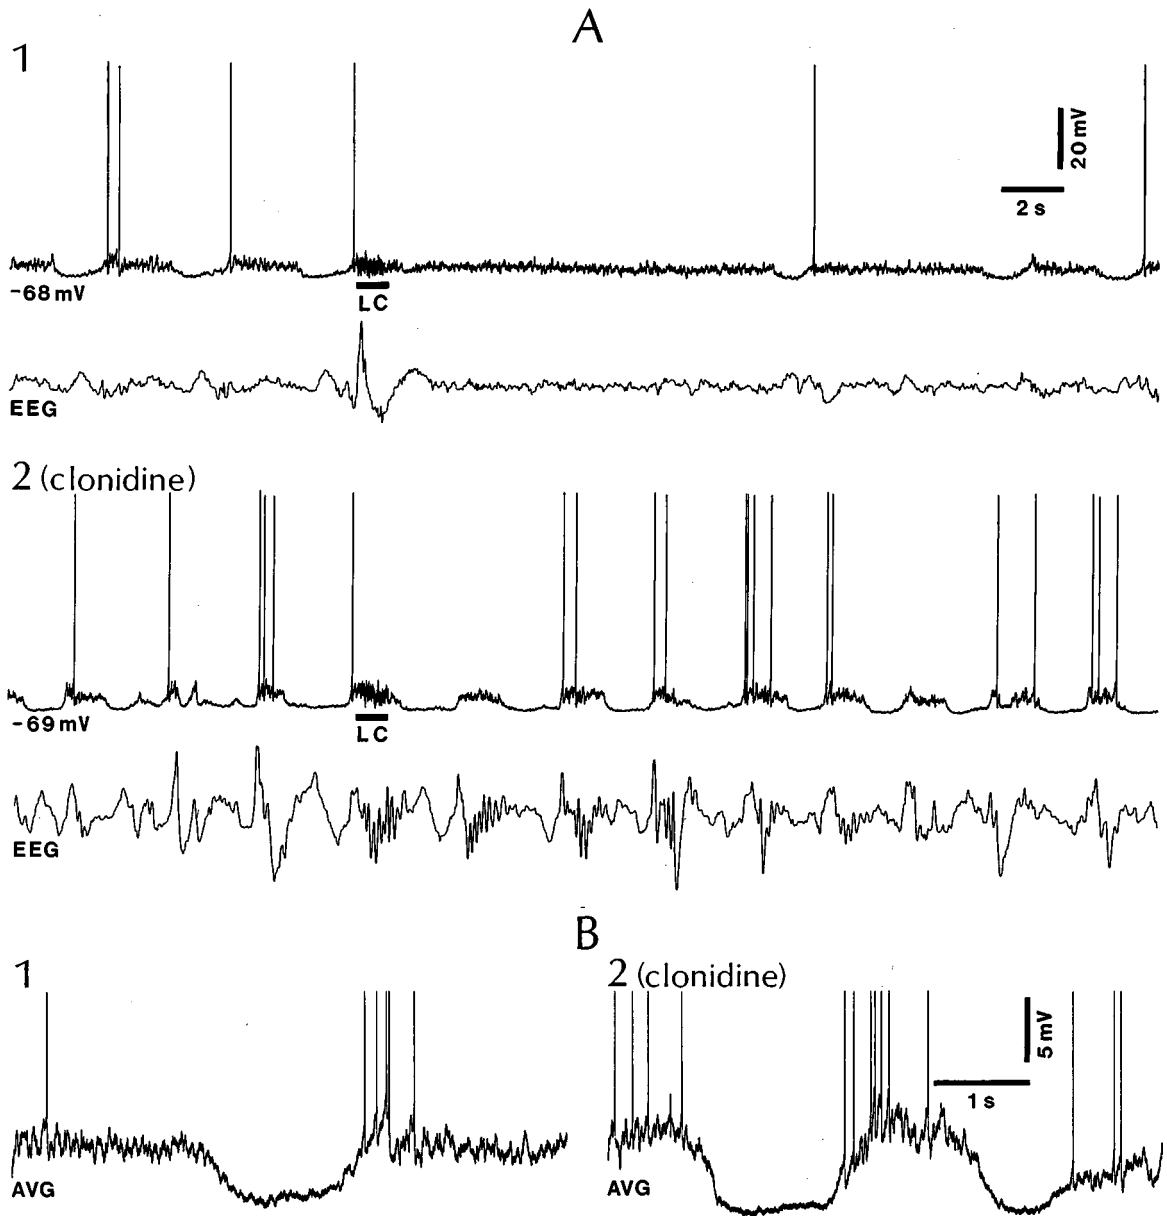 A
1
20 mV
2 s
-68 mV
LC
EEG
2 (clonidine)
-69 mV
LC
EEG
B
1
2 (clonidine)
5 mV
1 s
AVG
AVG